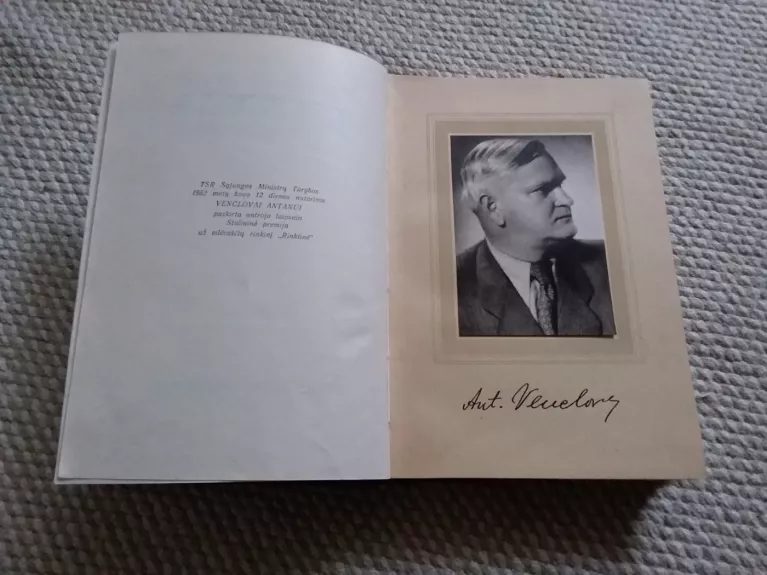 TSR Sąjungos Ministrų Tarybos
1952 metų kovo 12 dienos nutarimu
VENCLOVAI ANTANUI
paskirta antrojo laipsnio
Stalininė premija
už eilėraščių rinkinį „Rinktinė“
Ant. Venclova